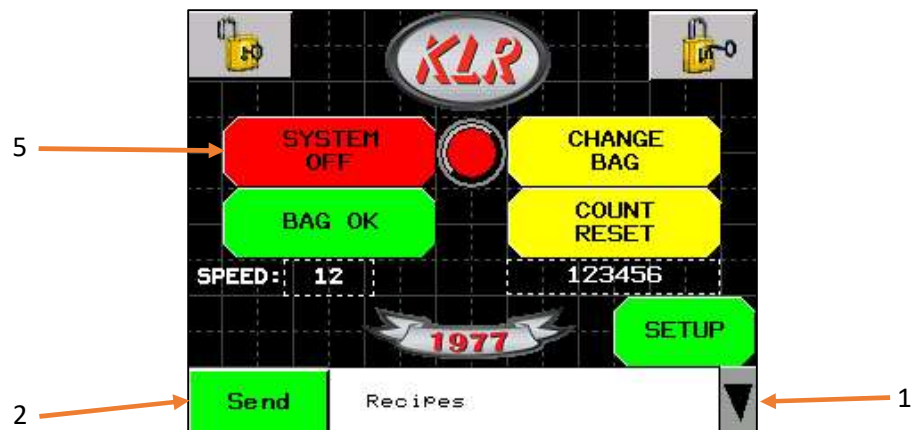 KLR
5
SYSTEM
OFF
CHANGE
BAG
BAG OK
COUNT
RESET
SPEED: 12
123456
1977
SETUP
2
Send
Recipes
1